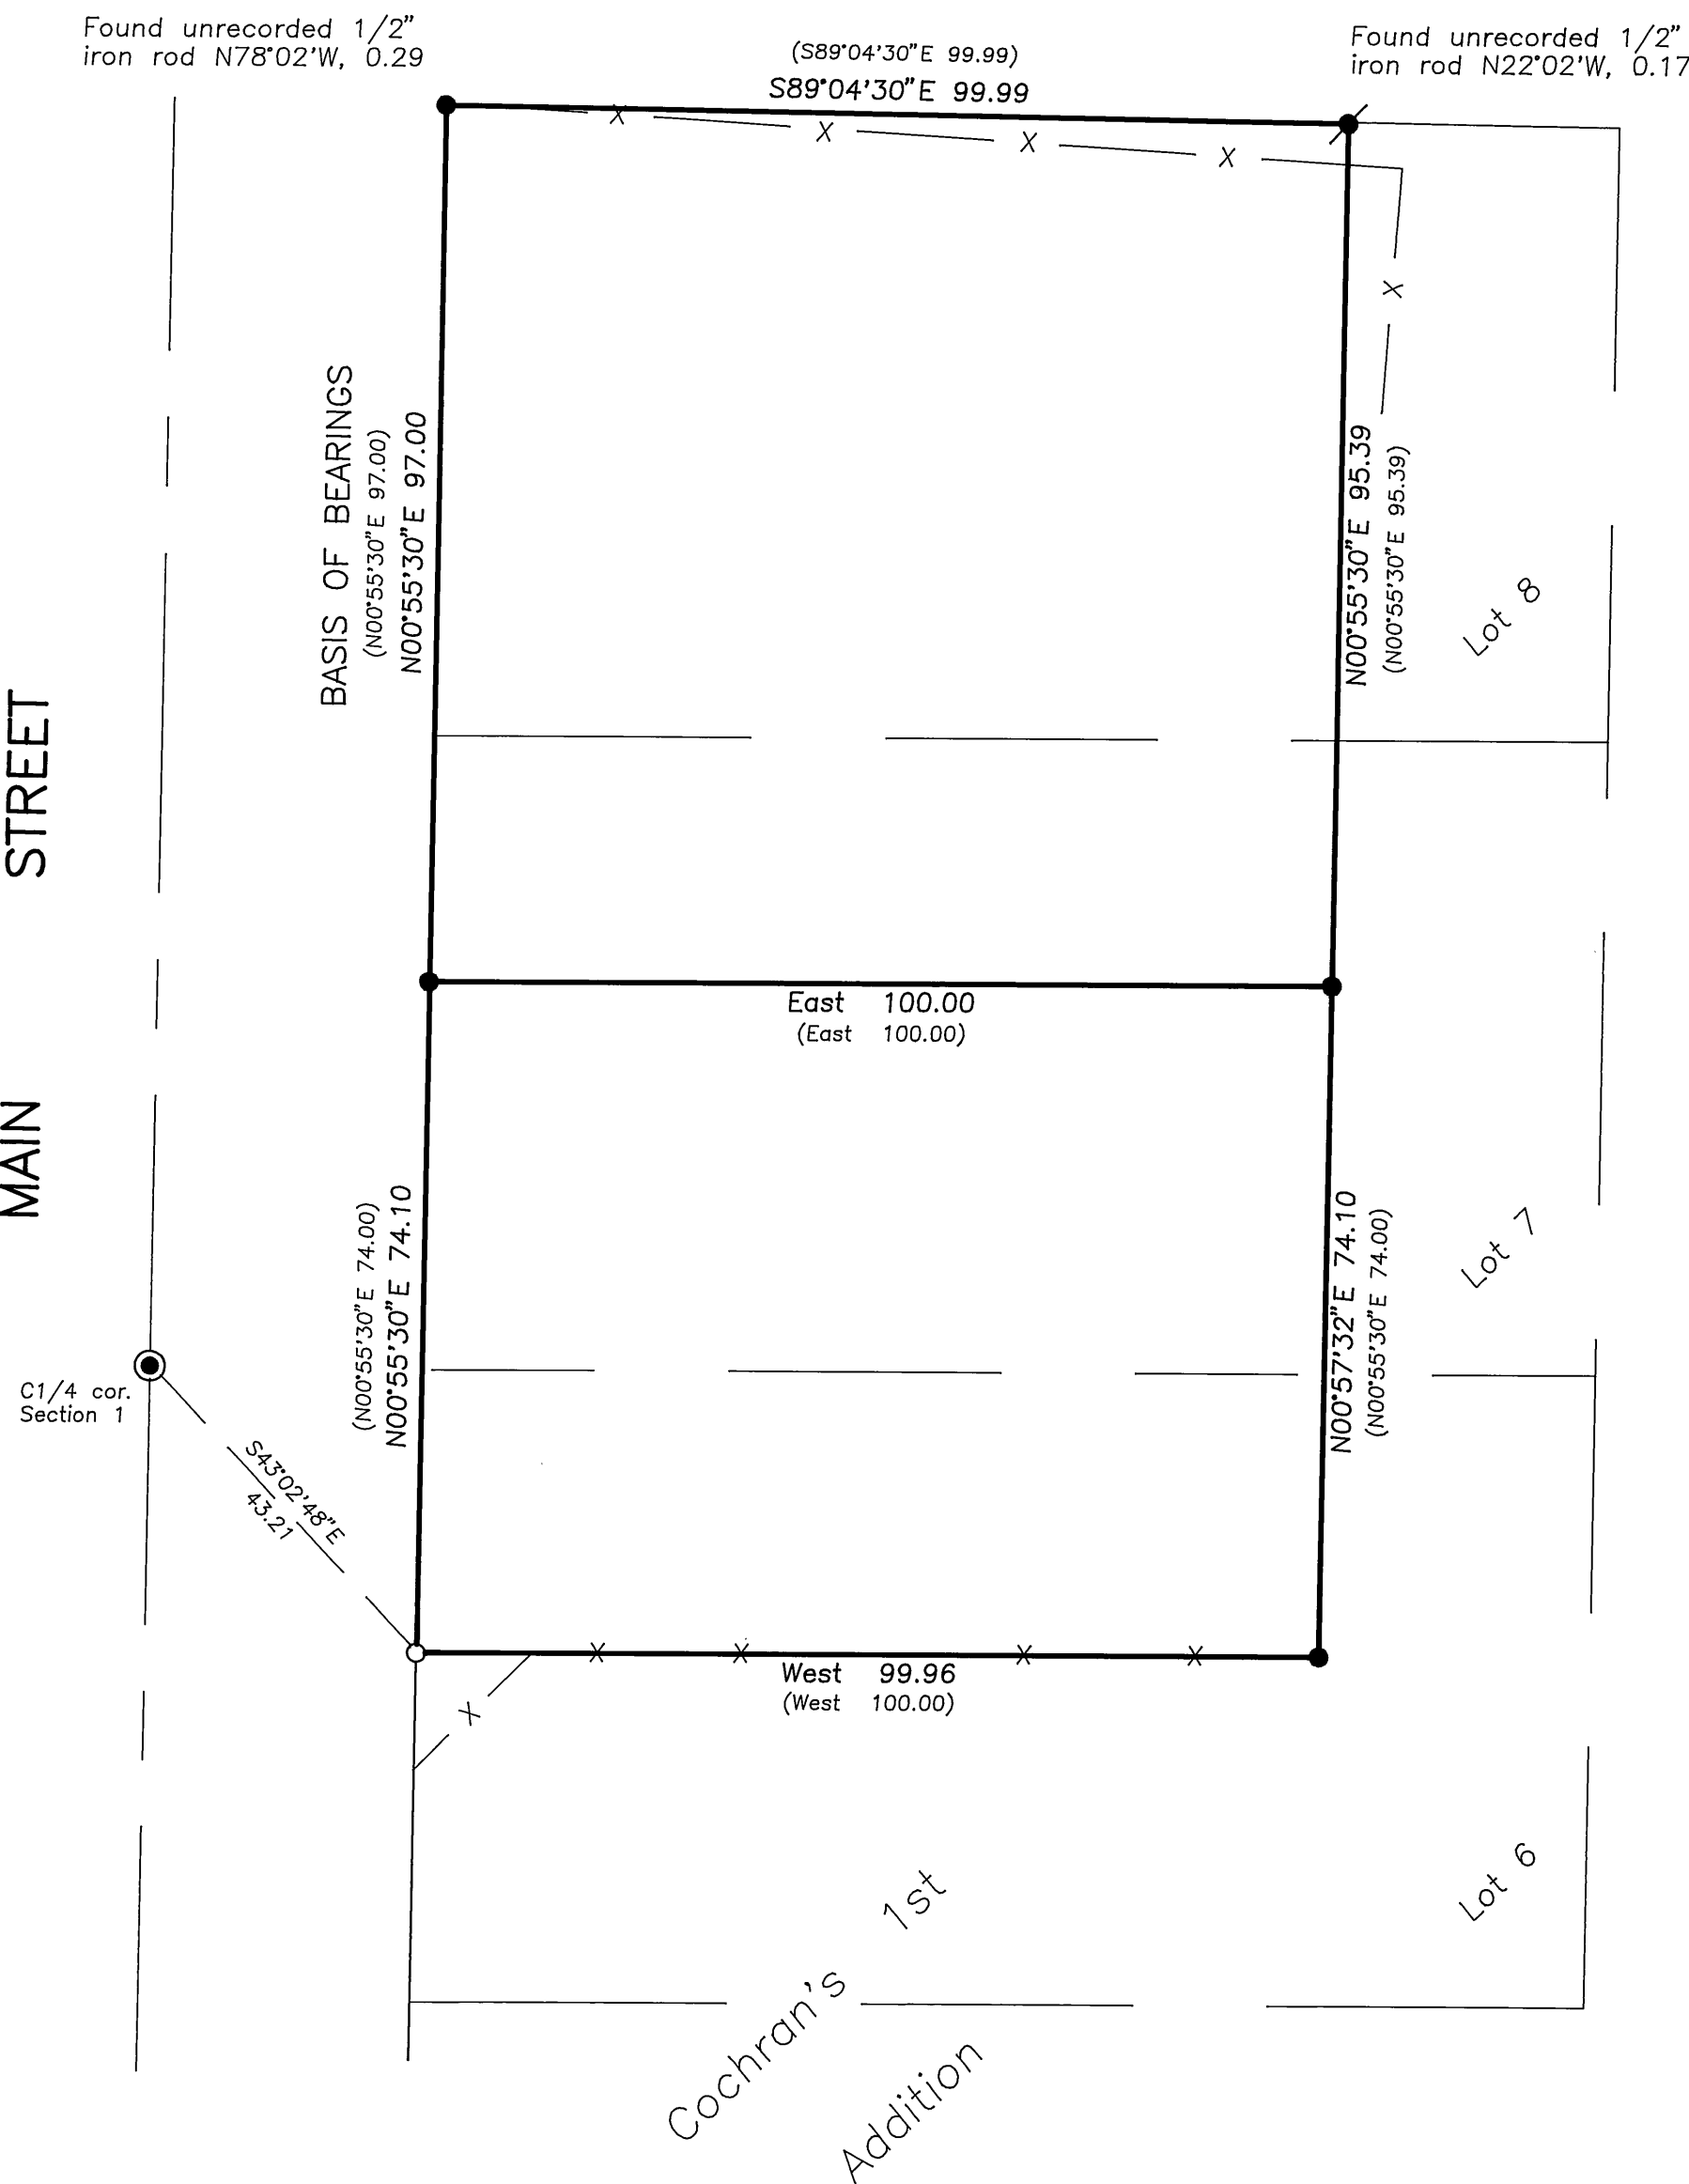 Found unrecorded 1/2"
iron rod N78°02'W, 0.29
(S89°04'30"E 99.99)
S89°04'30"E 99.99
Found unrecorded 1/2"
iron rod N22°02'W, 0.17
X
X
X
X
X
BASIS OF BEARINGS
(N00°55'30"E 97.00)
N00°55'30"E 97.00
N00°55'30"E 95.39
(N00°55'30"E 95.39)
Lot 8
MAIN STREET
East 100.00
(East 100.00)
(N00°55'30"E 74.00)
N00°55'30"E 74.10
N00°57'32"E 74.10
(N00°55'30"E 74.00)
Lot 7
C1/4 cor.
Section 1
S43°02'48"E
43.21
X
X
X
X
West 99.96
(West 100.00)
X
Lot 6
Cochran's 1st
Addition